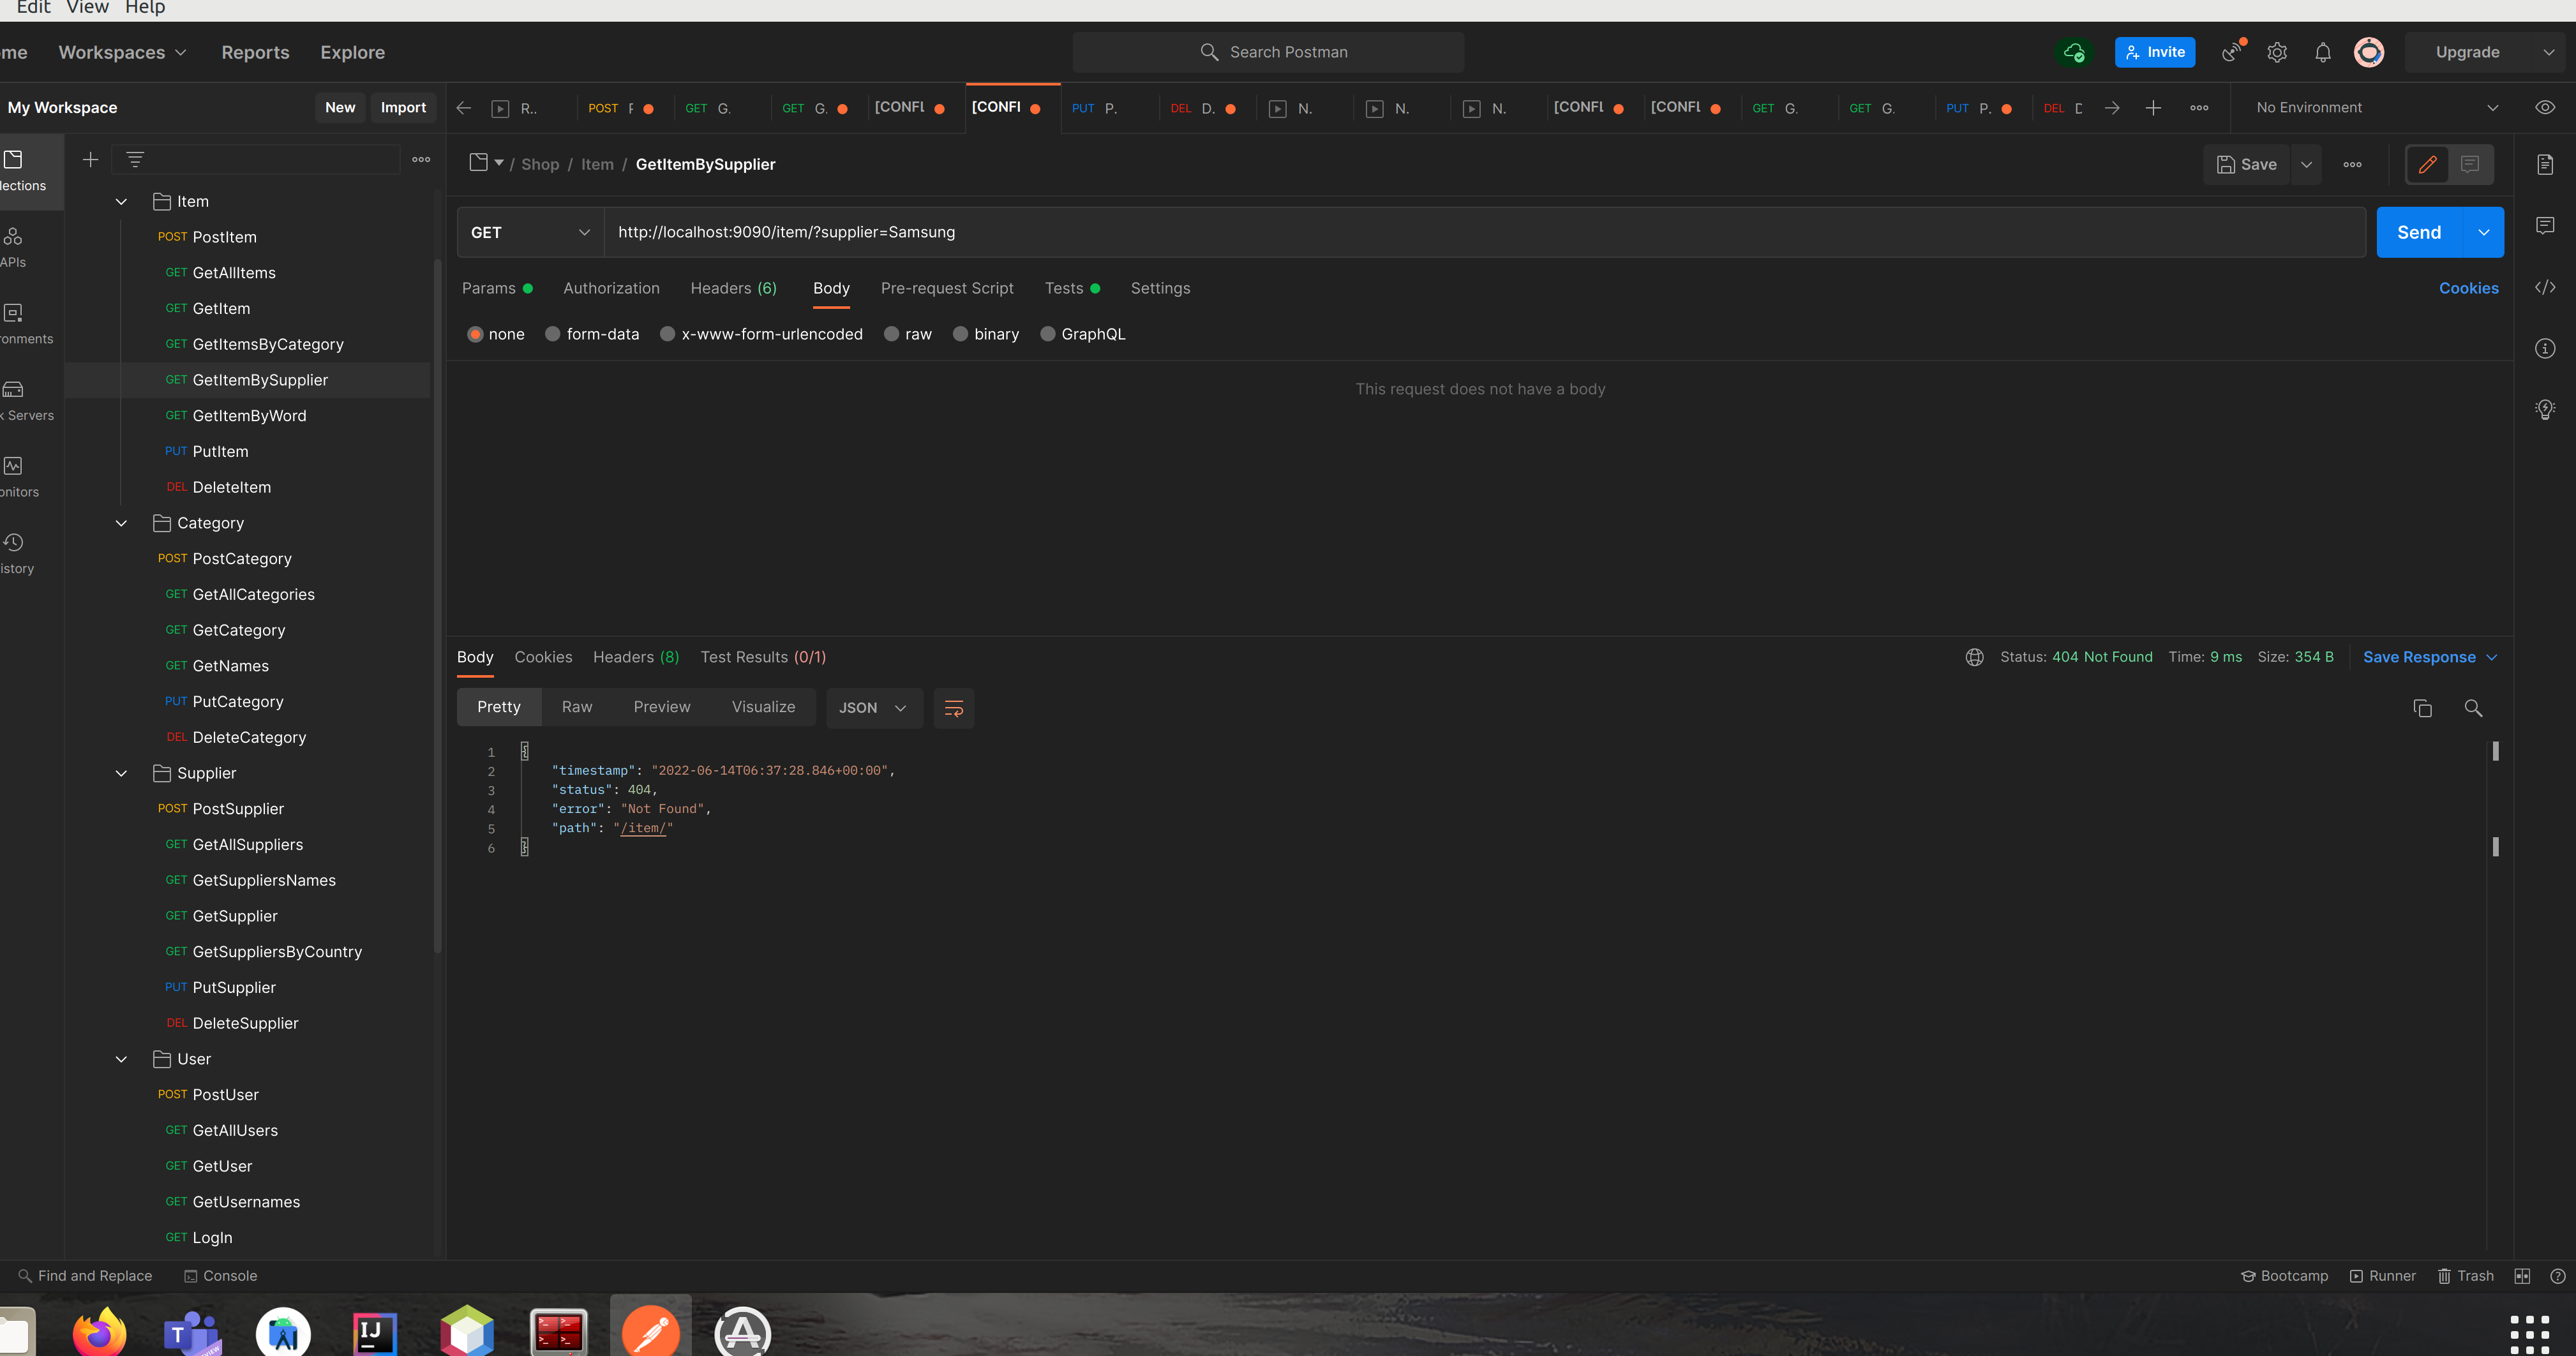 Edit View Help
me Workspaces Reports Explore Search Postman Invite Upgrade
My Workspace New Import R.. POST F GET G. GET G. [CONFL [CONFI PUT P. DEL D. N. N. N. [CONFL [CONFL GET G. GET G. PUT P. DEL D No Environment
/ Shop / Item / GetItemBySupplier Save
GET http://localhost:9090/item/?supplier=Samsung Send
Params Authorization Headers (6) Body Pre-request Script Tests Settings Cookies
none form-data x-www-form-urlencoded raw binary GraphQL
This request does not have a body
lections
APIs
ronments
k Servers
onitors
istory
Item
POST PostItem
GET GetAllItems
GET GetItem
GET GetItemsByCategory
GET GetItemBySupplier
GET GetItemByWord
PUT PutItem
DEL DeleteItem
Category
POST PostCategory
GET GetAllCategories
GET GetCategory
GET GetNames
PUT PutCategory
DEL DeleteCategory
Supplier
POST PostSupplier
GET GetAllSuppliers
GET GetSuppliersNames
GET GetSupplier
GET GetSuppliersByCountry
PUT PutSupplier
DEL DeleteSupplier
User
POST PostUser
GET GetAllUsers
GET GetUser
GET GetUsernames
GET LogIn
Body Cookies Headers (8) Test Results (0/1) Status: 404 Not Found Time: 9 ms Size: 354 B Save Response
Pretty Raw Preview Visualize JSON
1 {
2 "timestamp": "2022-06-14T06:37:28.846+00:00",
3 "status": 404,
4 "error": "Not Found",
5 "path": "/item/"
6 }
Find and Replace Console Bootcamp Runner Trash
T
IJ